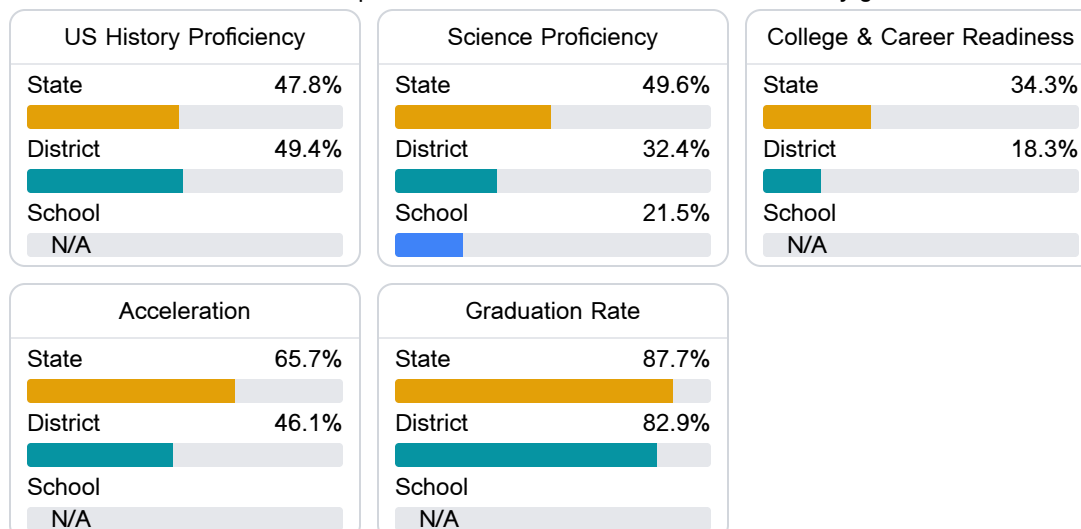 US History Proficiency
State 47.8%
District 49.4%
School
N/A
Science Proficiency
State 49.6%
District 32.4%
School 21.5%
College & Career Readiness
State 34.3%
District 18.3%
School
N/A
Acceleration
State 65.7%
District 46.1%
School
N/A
Graduation Rate
State 87.7%
District 82.9%
School
N/A